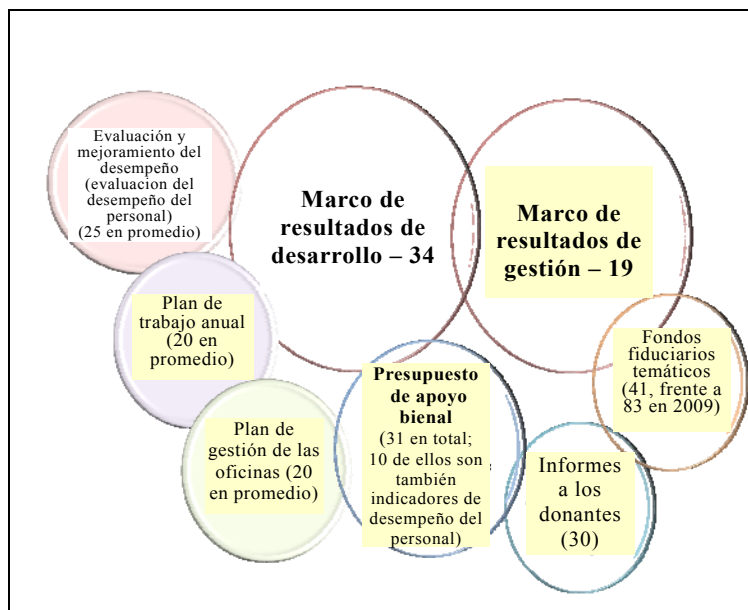 Evaluación y
mejoramiento del
desempeño
(evaluacion del
desempeño del
personal)
(25 en promedio)
Marco de
resultados de
desarrollo – 34
Marco de
resultados de
gestión – 19
Plan de
trabajo anual
(20 en
promedio)
Fondos
fiduciarios
temáticos
(41, frente a
83 en 2009)
Plan de
gestión de las
oficinas (20
en promedio)
Presupuesto
de apoyo
bienal
(31 en total;
10 de ellos son
también
indicadores de
desempeño del
personal)
Informes
a los
donantes
(30)